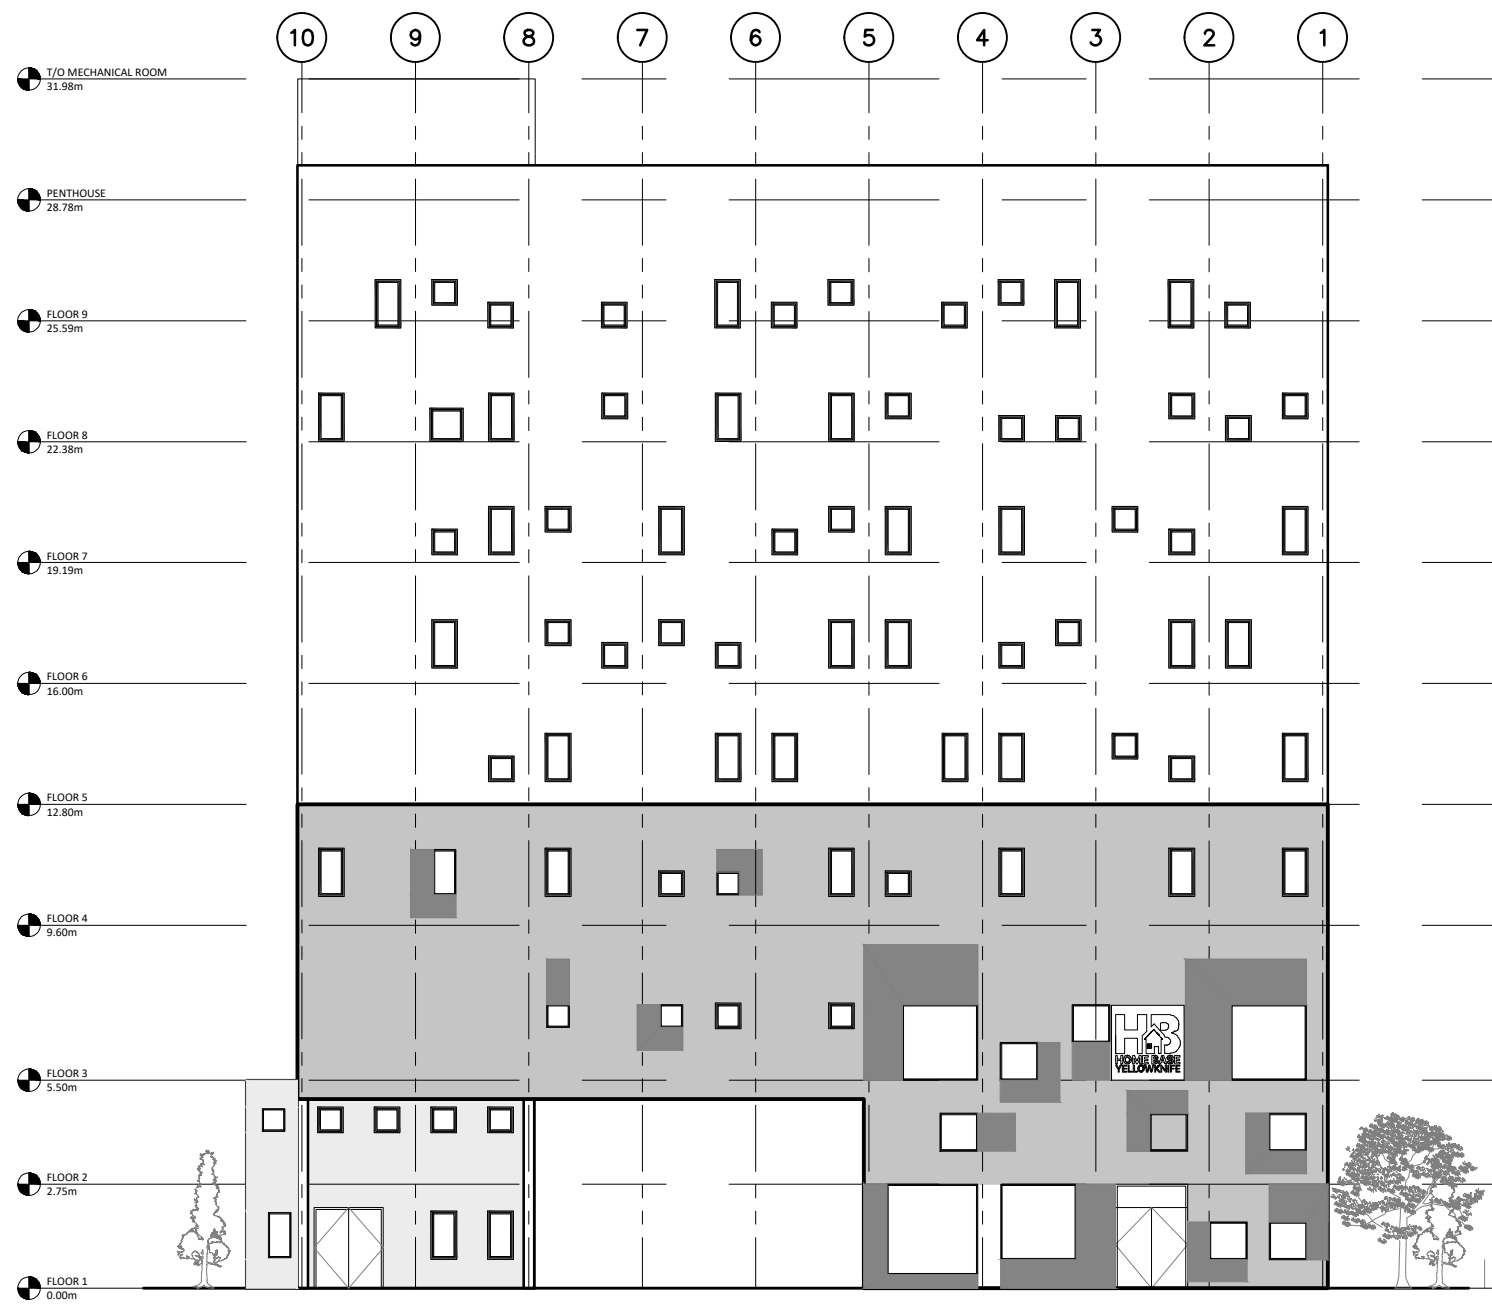 10 9 8 7 6 5 4 3 2 1
T/O MECHANICAL ROOM
31.98m
PENTHOUSE
28.78m
FLOOR 9
25.59m
FLOOR 8
22.38m
FLOOR 7
19.19m
FLOOR 6
16.00m
FLOOR 5
12.80m
FLOOR 4
9.60m
HB
HOME BASE
YELLOWKNIFE
FLOOR 3
5.50m
FLOOR 2
2.75m
FLOOR 1
0.00m